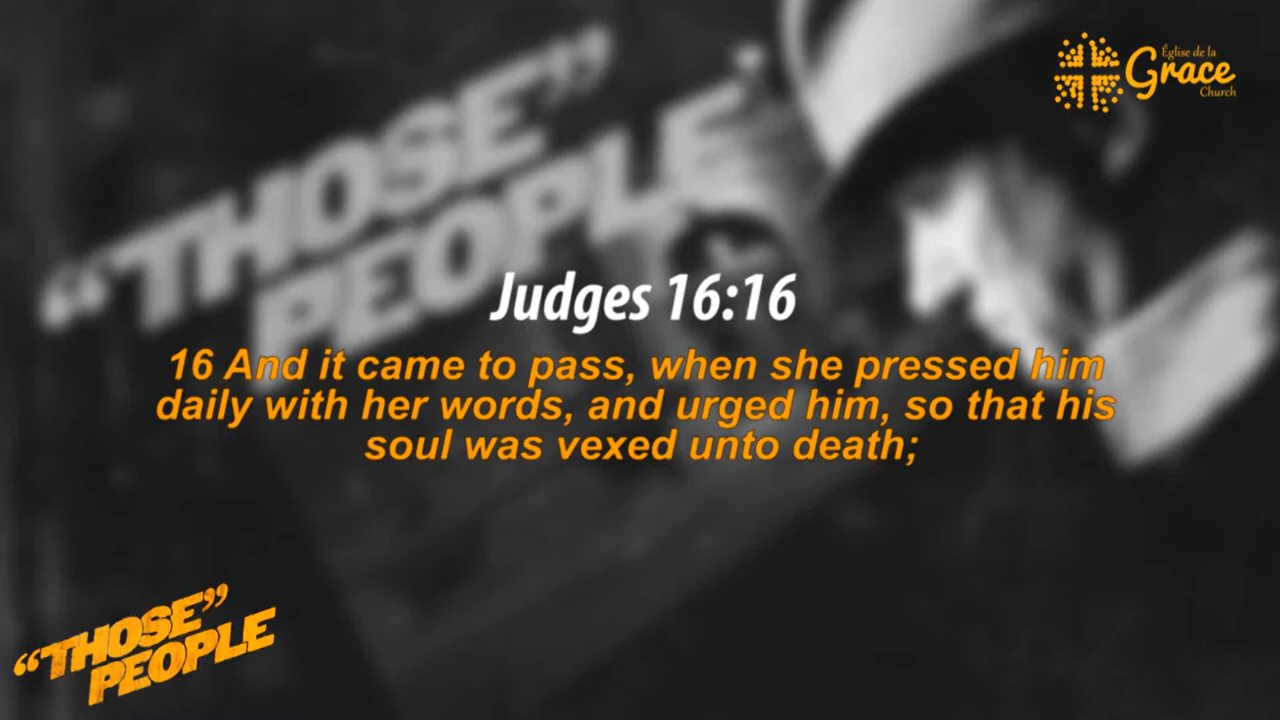 “THOSE”
PEOPLE
Église de la
Grace
Church
Judges 16:16
16 And it came to pass, when she pressed him
daily with her words, and urged him, so that his
soul was vexed unto death;
“THOSE”
PEOPLE